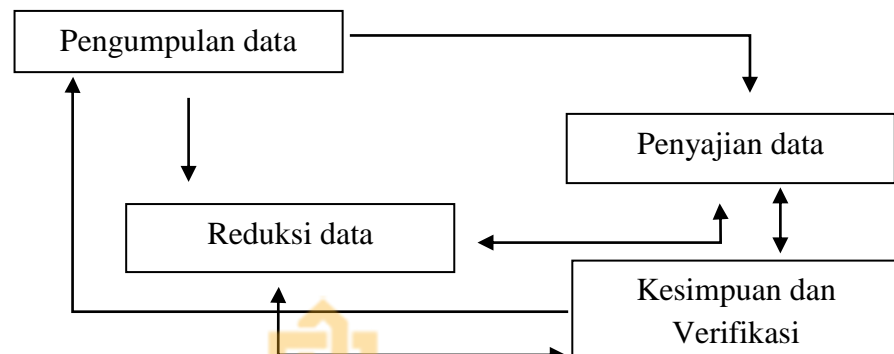 Pengumpulan data
Penyajian data
Reduksi data
Kesimpuan dan
Verifikasi